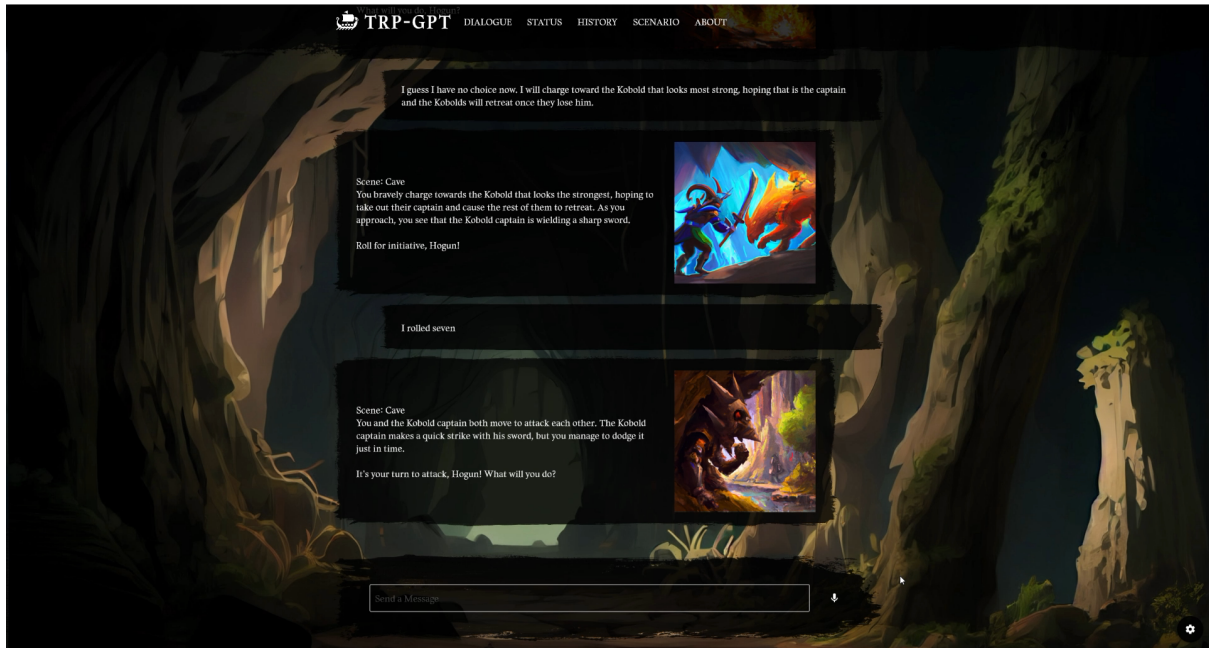 What will you do, Hogun?
TRP-GPT DIALOGUE STATUS HISTORY SCENARIO ABOUT
I guess I have no choice now. I will charge toward the Kobold that looks most strong, hoping that is the captain
and the Kobolds will retreat once they lose him.
Scene: Cave
You bravely charge towards the Kobold that looks the strongest, hoping to
take out their captain and cause the rest of them to retreat. As you
approach, you see that the Kobold captain is wielding a sharp sword.
Roll for initiative, Hogun!
I rolled seven
Scene: Cave
You and the Kobold captain both move to attack each other. The Kobold
captain makes a quick strike with his sword, but you manage to dodge it
just in time.
It's your turn to attack, Hogun! What will you do?
Send a Message